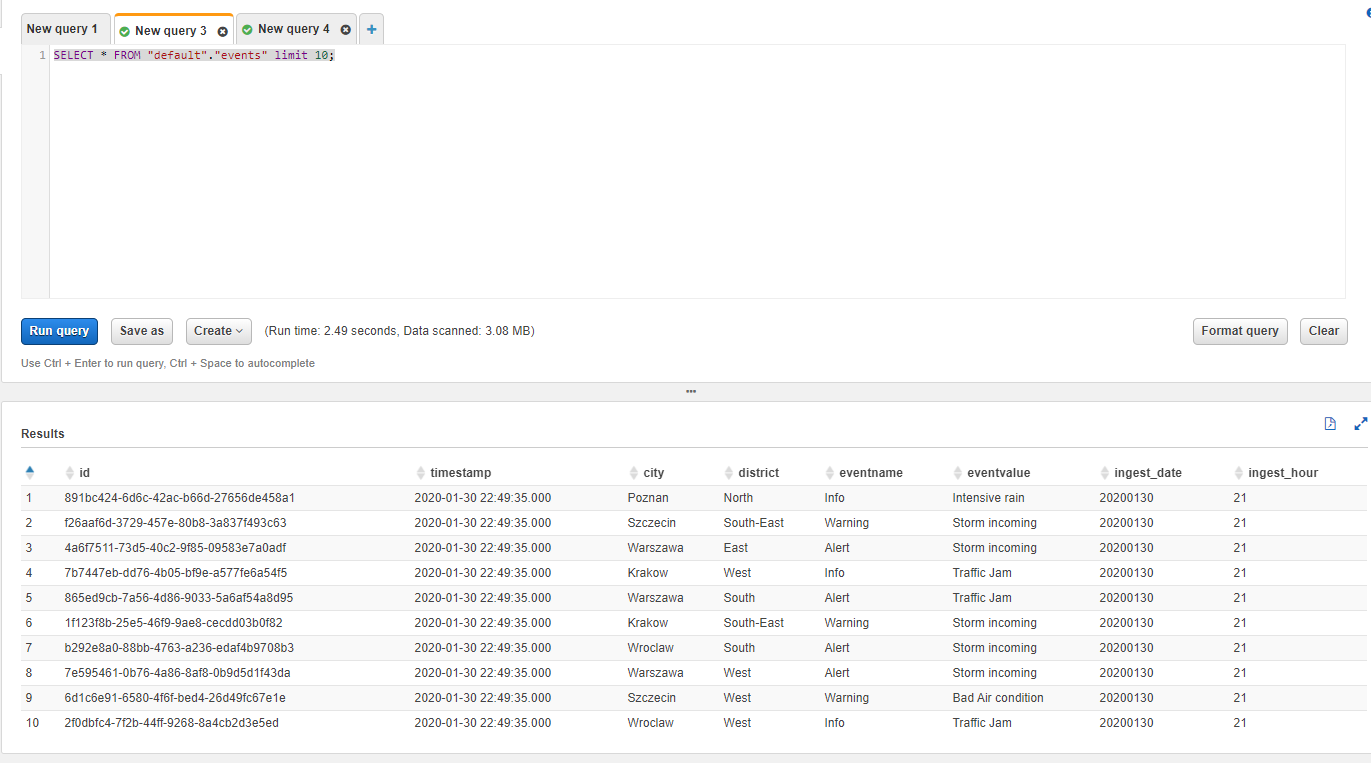 New query 1 New query 3 New query 4 +
1 SELECT * FROM "default"."events" limit 10;
Run query Save as Create (Run time: 2.49 seconds, Data scanned: 3.08 MB) Format query Clear
Use Ctrl + Enter to run query, Ctrl + Space to autocomplete
Results
id timestamp city district eventname eventvalue ingest_date ingest_hour
1 891bc424-6d6c-42ac-b66d-27656de458a1 2020-01-30 22:49:35.000 Poznan North Info Intensive rain 20200130 21
2 f26aaf6d-3729-457e-80b8-3a837f493c63 2020-01-30 22:49:35.000 Szczecin South-East Warning Storm incoming 20200130 21
3 4a6f7511-73d5-40c2-9f85-09583e7a0adf 2020-01-30 22:49:35.000 Warszawa East Alert Storm incoming 20200130 21
4 7b7447eb-dd76-4b05-bf9e-a577fe6a54f5 2020-01-30 22:49:35.000 Krakow West Info Traffic Jam 20200130 21
5 865ed9cb-7a56-4d86-9033-5a6af54a8d95 2020-01-30 22:49:35.000 Warszawa South Alert Traffic Jam 20200130 21
6 1f123f8b-25e5-46f9-9ae8-cecdd03b0f82 2020-01-30 22:49:35.000 Krakow South-East Warning Storm incoming 20200130 21
7 b292e8a0-88bb-4763-a236-edaf4b9708b3 2020-01-30 22:49:35.000 Wroclaw South Alert Storm incoming 20200130 21
8 7e595461-0b76-4a86-8af8-0b9d5d1f43da 2020-01-30 22:49:35.000 Warszawa West Alert Storm incoming 20200130 21
9 6d1c6e91-6580-4f6f-bed4-26d49fc67e1e 2020-01-30 22:49:35.000 Szczecin West Warning Bad Air condition 20200130 21
10 2f0dbfc4-7f2b-44ff-9268-8a4cb2d3e5ed 2020-01-30 22:49:35.000 Wroclaw West Info Traffic Jam 20200130 21